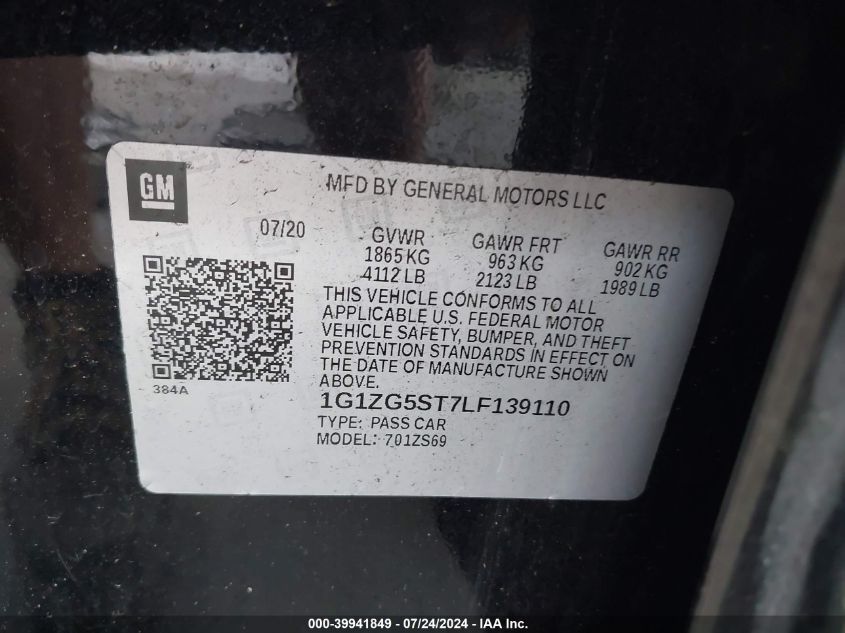 GM
MFD BY GENERAL MOTORS LLC
07/20
GVWR GAWR FRT GAWR RR
1865 KG 963 KG 902 KG
4112 LB 2123 LB 1989 LB
THIS VEHICLE CONFORMS TO ALL
APPLICABLE U.S. FEDERAL MOTOR
VEHICLE SAFETY, BUMPER, AND THEFT
PREVENTION STANDARDS IN EFFECT ON
THE DATE OF MANUFACTURE SHOWN
ABOVE.
384A
1G1ZG5ST7LF139110
TYPE: PASS CAR
MODEL: 701ZS69
000-39941849 / 07/24/2024 - IAA Inc.